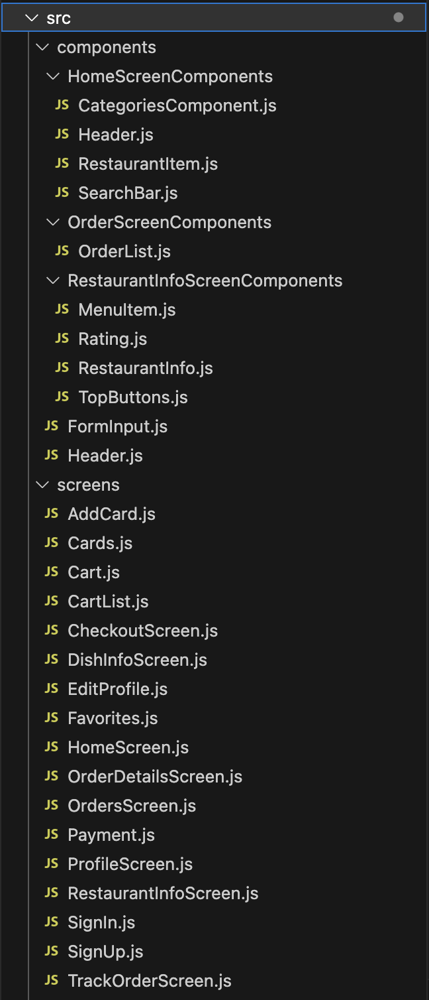 src
components
HomeScreenComponents
JS CategoriesComponent.js
JS Header.js
JS RestaurantItem.js
JS SearchBar.js
OrderScreenComponents
JS OrderList.js
RestaurantInfoScreenComponents
JS MenuItem.js
JS Rating.js
JS RestaurantInfo.js
JS TopButtons.js
JS FormInput.js
JS Header.js
screens
JS AddCard.js
JS Cards.js
JS Cart.js
JS CartList.js
JS CheckoutScreen.js
JS DishInfoScreen.js
JS EditProfile.js
JS Favorites.js
JS HomeScreen.js
JS OrderDetailsScreen.js
JS OrdersScreen.js
JS Payment.js
JS ProfileScreen.js
JS RestaurantInfoScreen.js
JS SignIn.js
JS SignUp.js
JS TrackOrderScreen.js